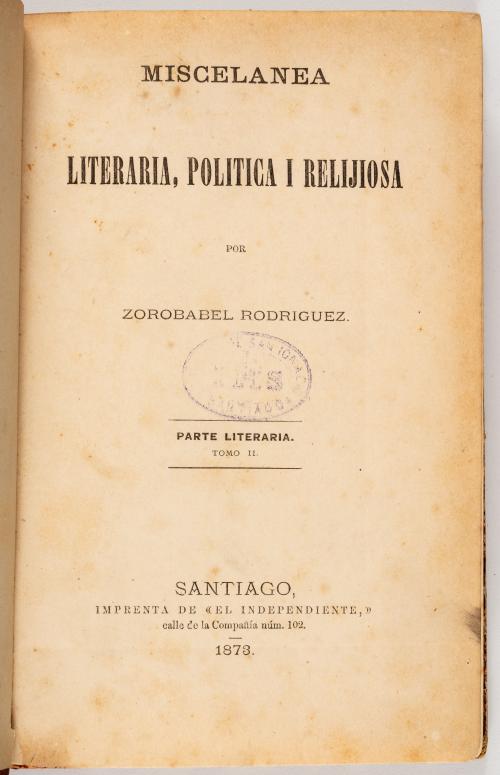 MISCELANEA
LITERARIA, POLITICA I RELIJIOSA
POR
ZOROBABEL RODRIGUEZ.
PARTE LITERARIA.
TOMO II.
SANTIAGO,
IMPRENTA DE «EL INDEPENDIENTE,»
calle de la Compañía núm. 102.
1873.